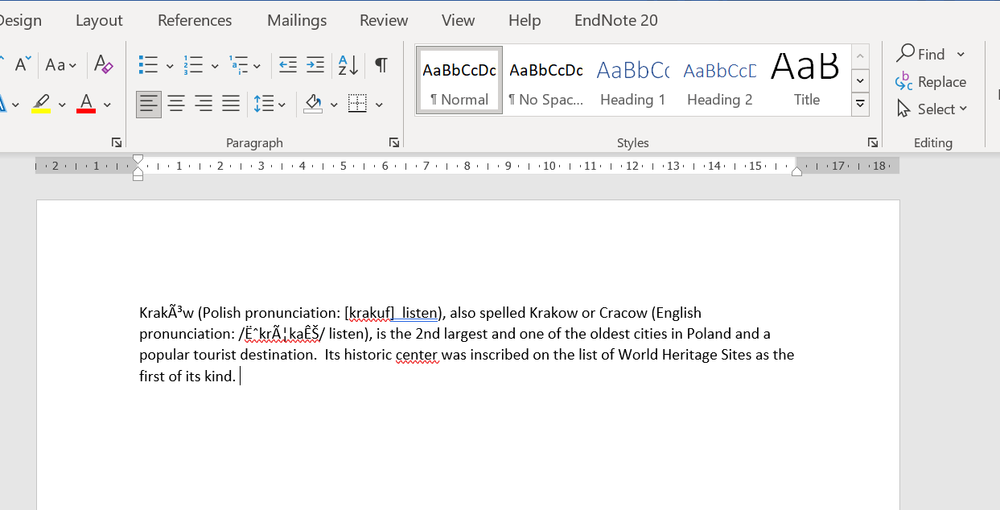 Design Layout References Mailings Review View Help EndNote 20
A Aa A AaBbCcDc AaBbCcDc AaBbCc AaBbCcD AaB Find
A ¶ Normal ¶ No Spac... Heading 1 Heading 2 Title Replace
Select
Paragraph Styles Editing
2 1 1 2 3 4 5 6 7 8 9 10 11 12 13 14 15 17 18
KrakÃ³w (Polish pronunciation: [krakuf] listen), also spelled Krakow or Cracow (English
pronunciation: /ËˆkrÃ¦kaÊŠ/ listen), is the 2nd largest and one of the oldest cities in Poland and a
popular tourist destination. Its historic center was inscribed on the list of World Heritage Sites as the
first of its kind.